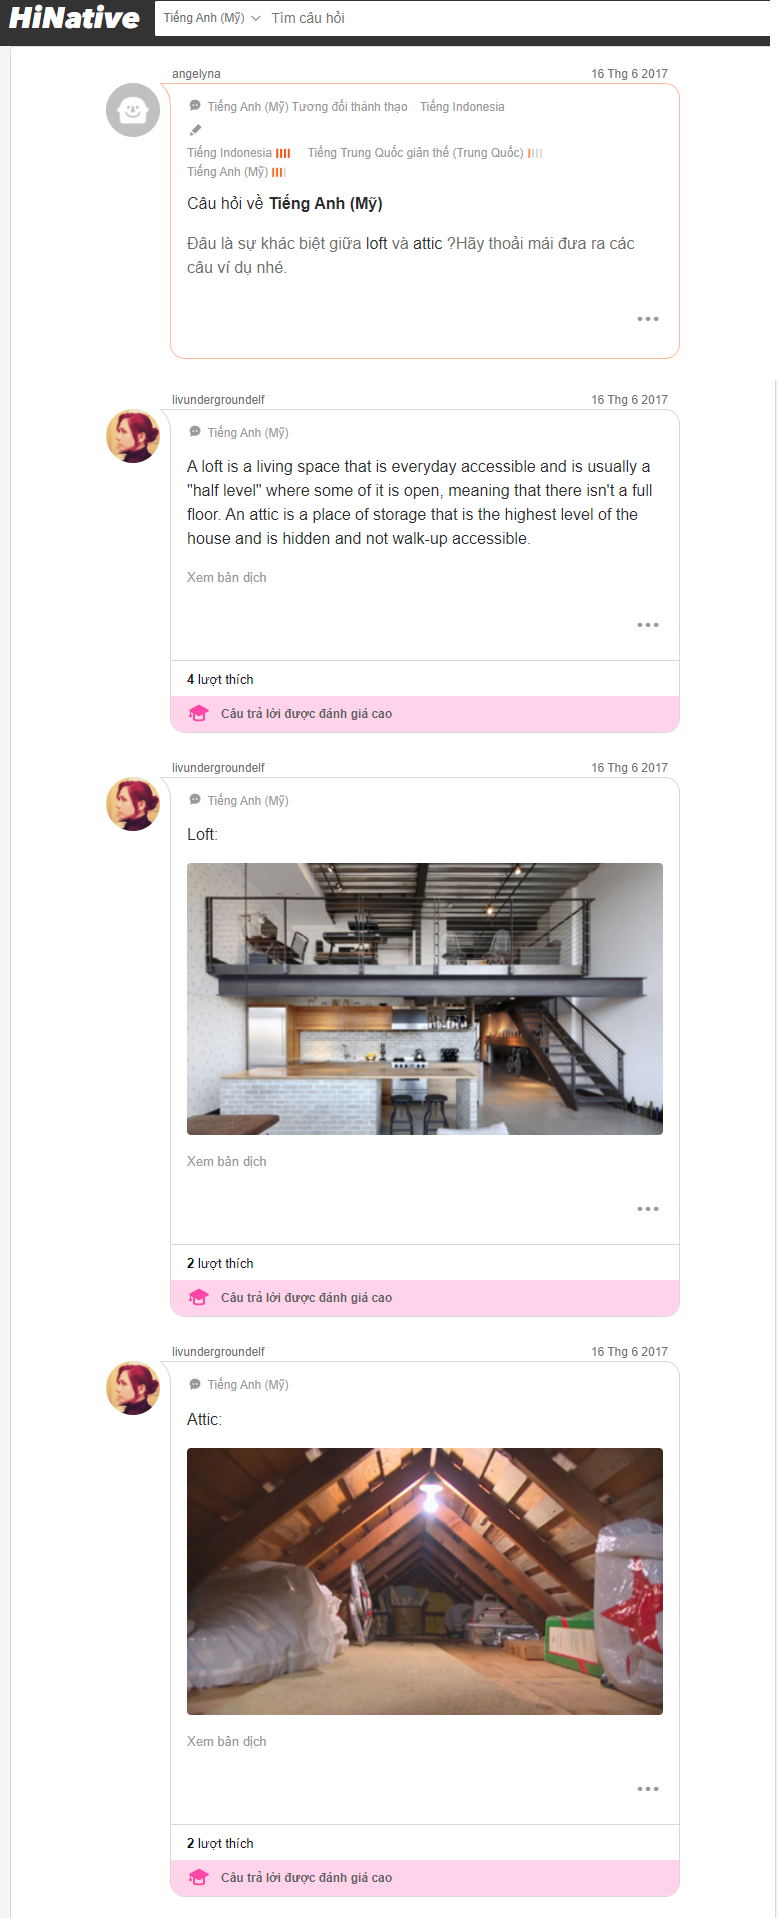 HiNative Tiếng Anh (Mỹ) Tìm câu hỏi
angelyna 16 Thg 6 2017
Tiếng Anh (Mỹ) Tương đối thành thạo Tiếng Indonesia
Tiếng Indonesia Tiếng Trung Quốc giản thế (Trung Quốc)
Tiếng Anh (Mỹ)
Câu hỏi về Tiếng Anh (Mỹ)
Đâu là sự khác biệt giữa loft và attic ?Hãy thoải mái đưa ra các
câu ví dụ nhé.
livundergroundelf 16 Thg 6 2017
Tiếng Anh (Mỹ)
A loft is a living space that is everyday accessible and is usually a
"half level" where some of it is open, meaning that there isn't a full
floor. An attic is a place of storage that is the highest level of the
house and is hidden and not walk-up accessible.
Xem bản dịch
4 lượt thích
Câu trả lời được đánh giá cao
livundergroundelf 16 Thg 6 2017
Tiếng Anh (Mỹ)
Loft:
Xem bản dịch
2 lượt thích
Câu trả lời được đánh giá cao
livundergroundelf 16 Thg 6 2017
Tiếng Anh (Mỹ)
Attic:
Xem bản dịch
2 lượt thích
Câu trả lời được đánh giá cao